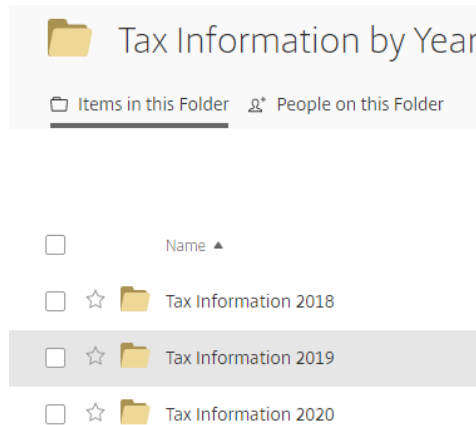 Tax Information by Year
Items in this Folder People on this Folder
Name
Tax Information 2018
Tax Information 2019
Tax Information 2020